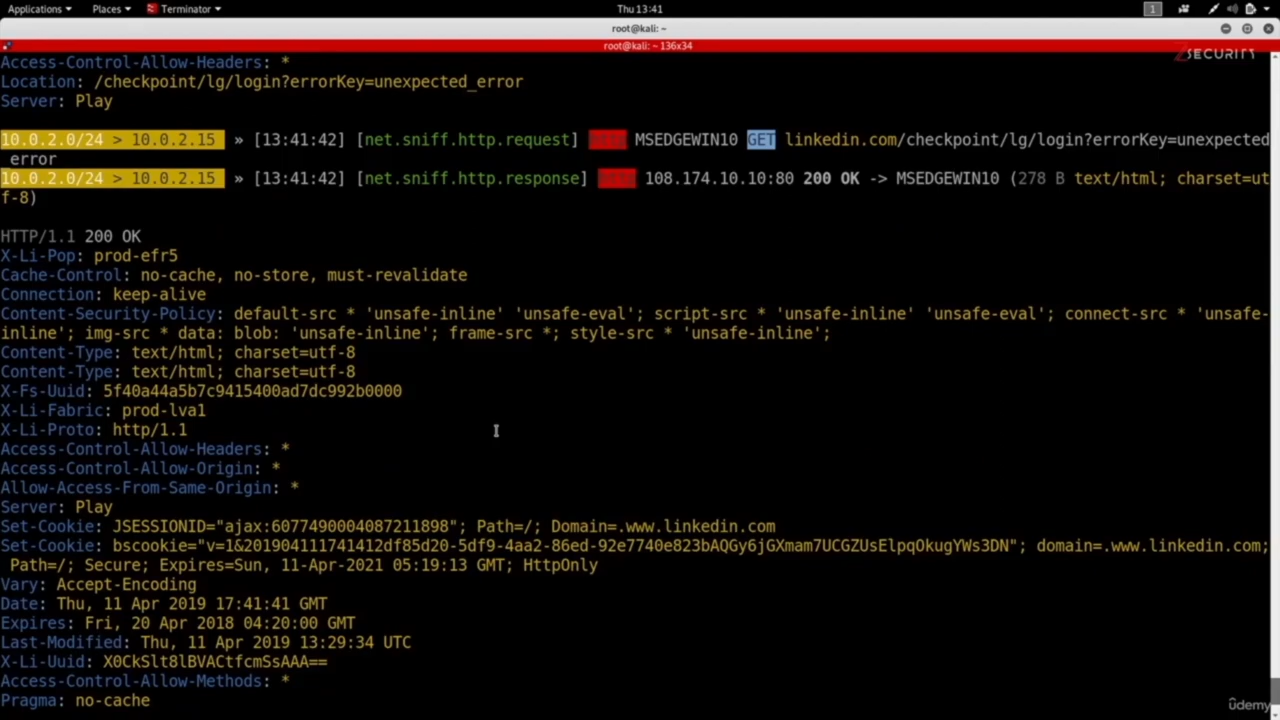 Applications Places Terminator Thu 13:41 1
root@kali: ~
root@kali: ~ 136x34
ZSECURITY
Access-Control-Allow-Headers: *
Location: /checkpoint/lg/login?errorKey=unexpected_error
Server: Play
10.0.2.0/24 > 10.0.2.15 » [13:41:42] [net.sniff.http.request] http MSEDGEWIN10 GET linkedin.com/checkpoint/lg/login?errorKey=unexpected
_error
10.0.2.0/24 > 10.0.2.15 » [13:41:42] [net.sniff.http.response] http 108.174.10.10:80 200 OK -> MSEDGEWIN10 (278 B text/html; charset=ut
f-8)
HTTP/1.1 200 OK
X-Li-Pop: prod-efr5
Cache-Control: no-cache, no-store, must-revalidate
Connection: keep-alive
Content-Security-Policy: default-src * 'unsafe-inline' 'unsafe-eval'; script-src * 'unsafe-inline' 'unsafe-eval'; connect-src * 'unsafe-
inline'; img-src * data: blob: 'unsafe-inline'; frame-src *; style-src * 'unsafe-inline';
Content-Type: text/html; charset=utf-8
Content-Type: text/html; charset=utf-8
X-Fs-Uuid: 5f40a44a5b7c9415400ad7dc992b0000
X-Li-Fabric: prod-lva1
X-Li-Proto: http/1.1
Access-Control-Allow-Headers: *
Access-Control-Allow-Origin: *
Allow-Access-From-Same-Origin: *
Server: Play
Set-Cookie: JSESSIONID="ajax:6077490004087211898"; Path=/; Domain=.www.linkedin.com
Set-Cookie: bscookie="v=1&201904111741412df85d20-5df9-4aa2-86ed-92e7740e823bAQGy6jGXmam7UCGZUsElpqOkugYWs3DN"; domain=.www.linkedin.com;
Path=/; Secure; Expires=Sun, 11-Apr-2021 05:19:13 GMT; HttpOnly
Vary: Accept-Encoding
Date: Thu, 11 Apr 2019 17:41:41 GMT
Expires: Fri, 20 Apr 2018 04:20:00 GMT
Last-Modified: Thu, 11 Apr 2019 13:29:34 UTC
X-Li-Uuid: X0CkSlt8lBVACtfcmSsAAA==
Access-Control-Allow-Methods: *
Pragma: no-cache
udemy